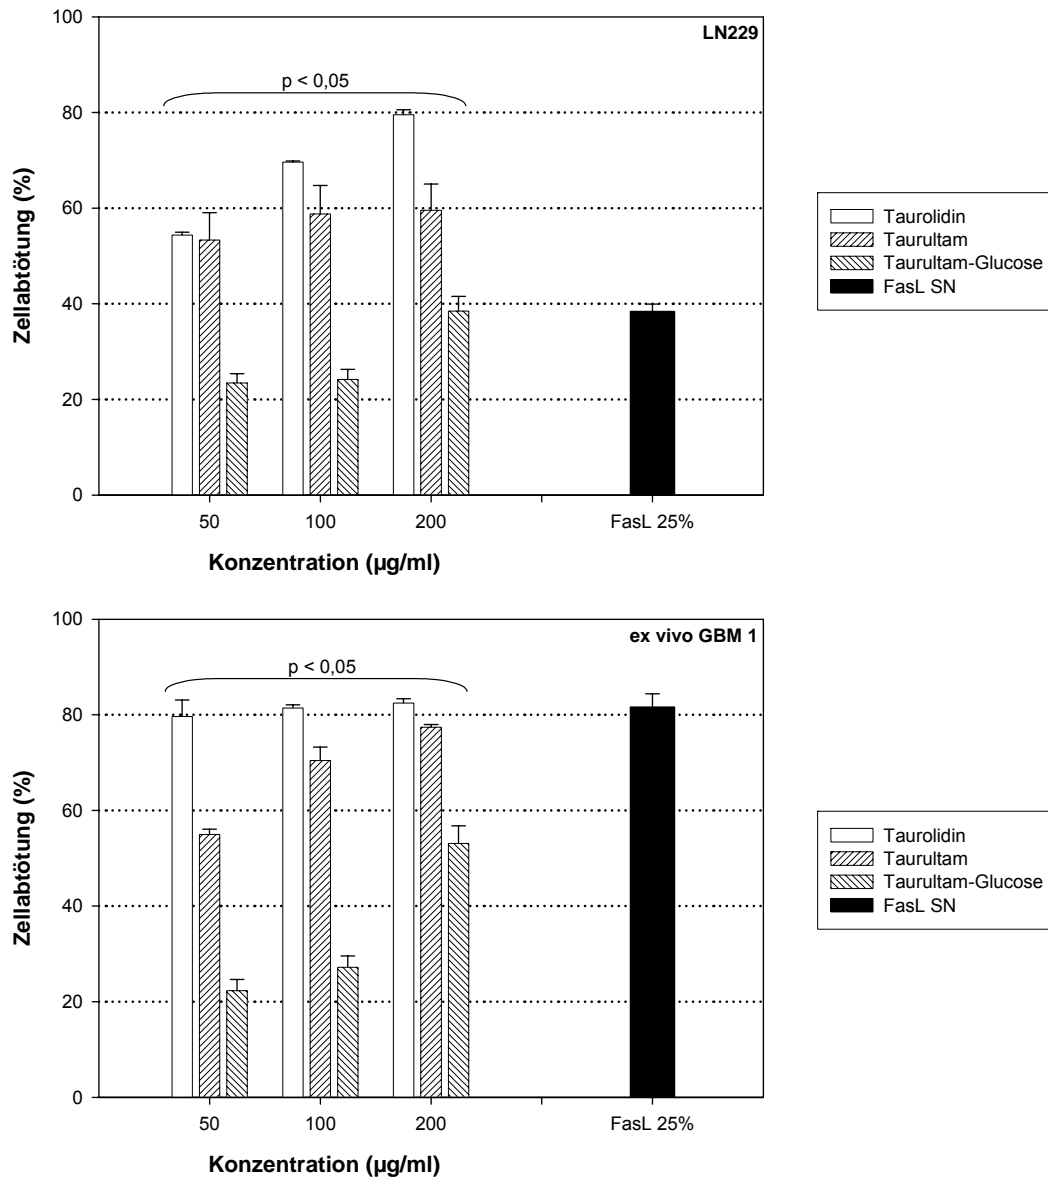 100
LN229
p < 0,05
80
60
40
20
0
Zellabtötung (%)
50
100
200
FasL 25%
Konzentration (µg/ml)
Taurolidin
Taurultam
Taurultam-Glucose
FasL SN
100
ex vivo GBM 1
p < 0,05
80
60
40
20
0
Zellabtötung (%)
50
100
200
FasL 25%
Konzentration (µg/ml)
Taurolidin
Taurultam
Taurultam-Glucose
FasL SN